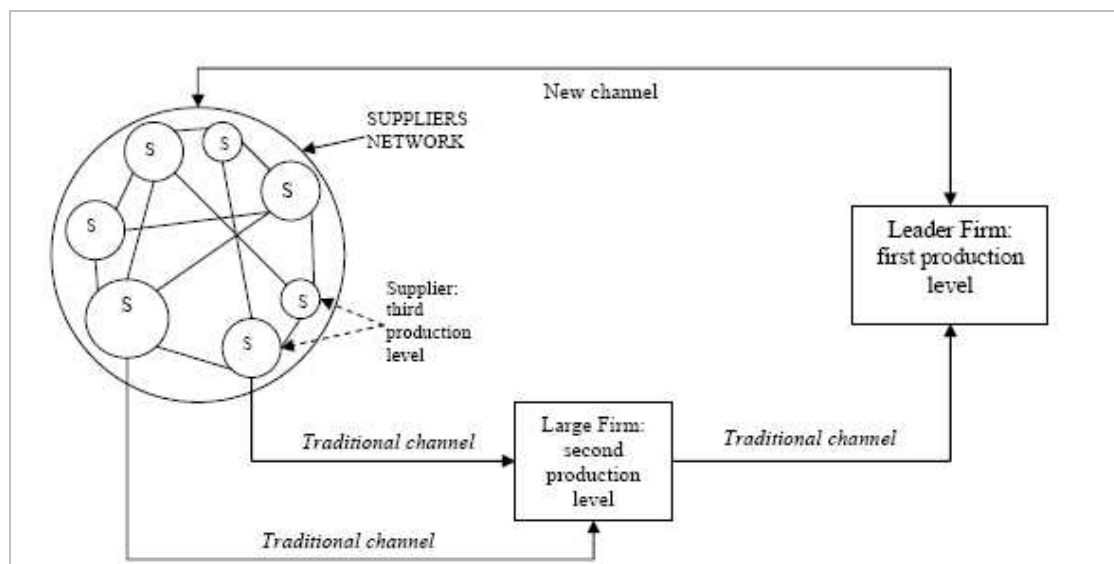 New channel
SUPPLIERS
NETWORK
S
S
S
S
S
S
S
Leader Firm:
first production
level
Supplier:
third
production
level
Traditional channel
Large Firm:
second
production
level
Traditional channel
Traditional channel